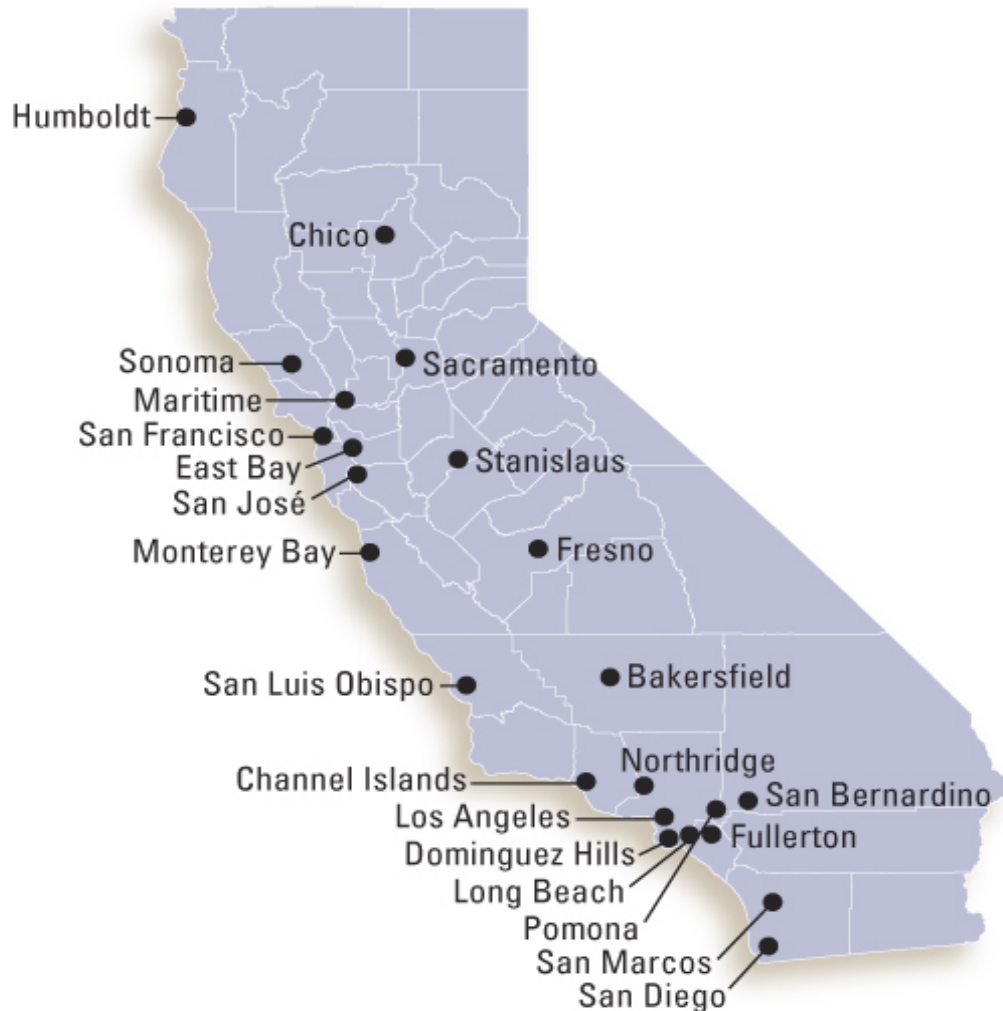 Humboldt
Chico
Sonoma
Sacramento
Maritime
San Francisco
East Bay
Stanislaus
San José
Monterey Bay
Fresno
San Luis Obispo
Bakersfield
Northridge
Channel Islands
San Bernardino
Los Angeles
Fullerton
Dominguez Hills
Long Beach
Pomona
San Marcos
San Diego